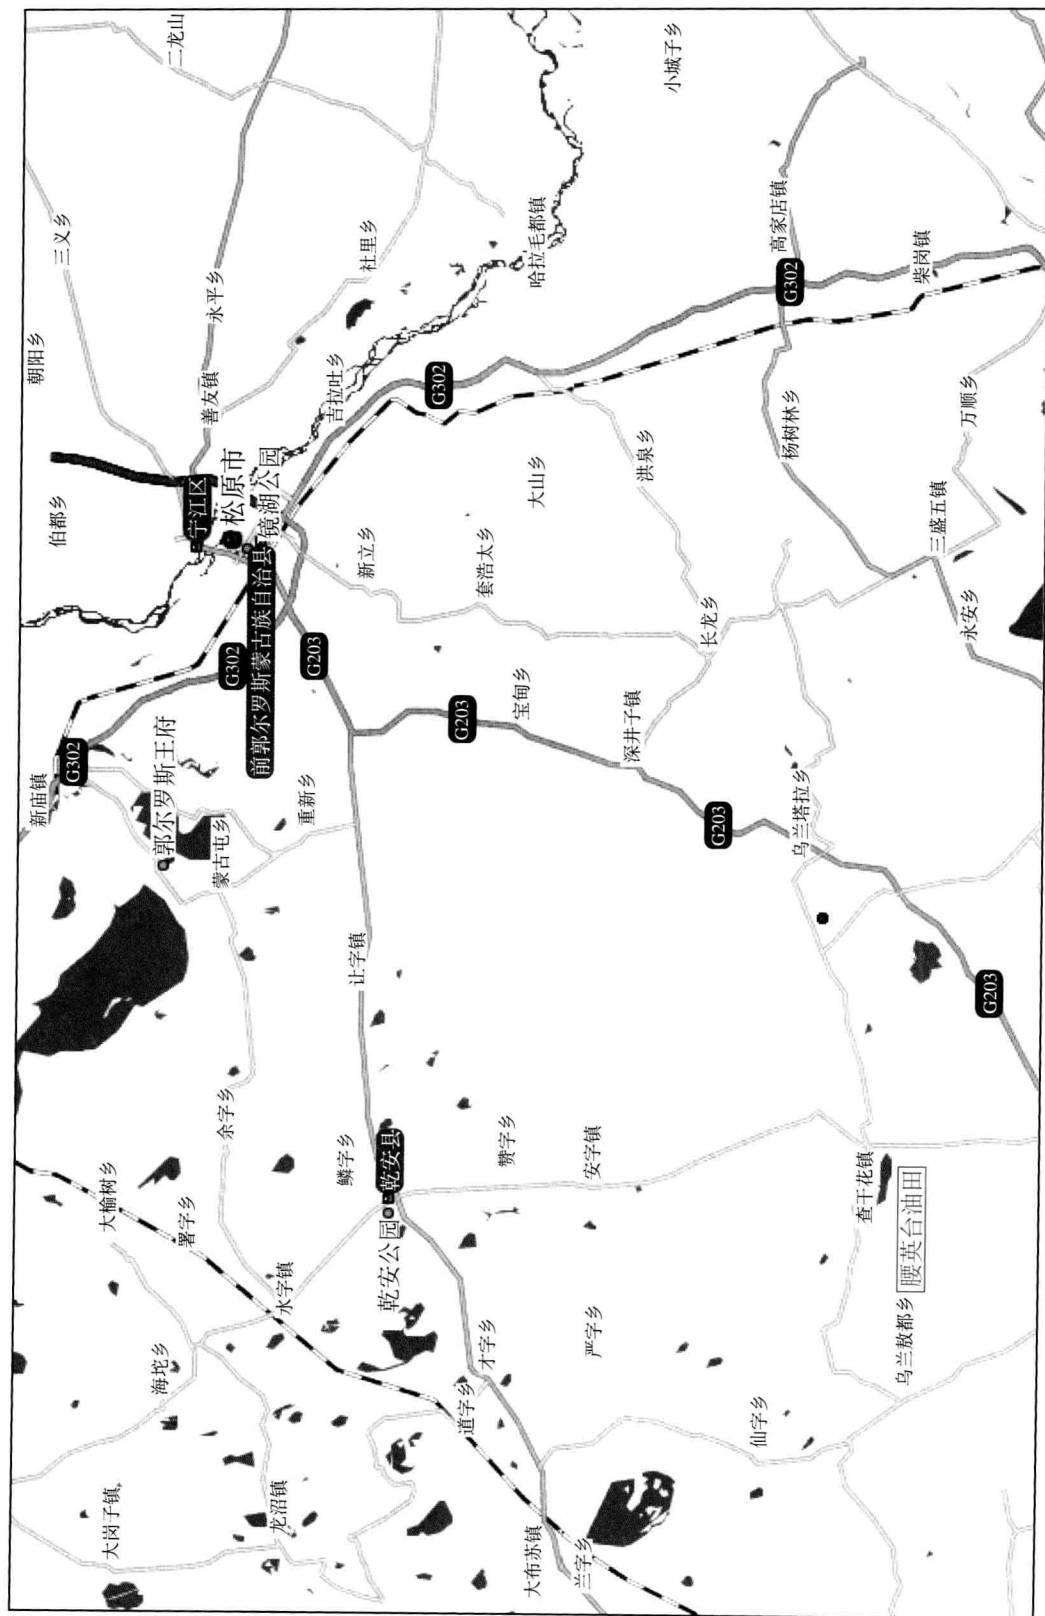 新庙镇
G302
伯都乡
朝阳乡
三义乡
二龙山
郭尔罗斯王府
蒙古屯乡
重新乡
G302
宁江区
松原市
镜湖公园
前郭尔罗斯蒙古族自治县
善友镇
永平乡
社里乡
吉拉吐乡
G203
新立乡
G302
哈拉毛都镇
小城子乡
大岗子镇
海坨乡
大榆树乡
署字乡
余字乡
龙沼镇
水字镇
鳞字乡
乾安县
乾安公园
让字镇
G203
宝甸乡
套浩太乡
大山乡
道字乡
才字乡
赞字乡
大布苏镇
兰字乡
严字乡
安字镇
深井子镇
长龙乡
洪泉乡
G203
乌兰塔拉乡
杨树林乡
G302
高家店镇
仙字乡
查干花镇
腰英台油田
乌兰敖都乡
三盛五镇
万顺乡
柴岗镇
永安乡
G203